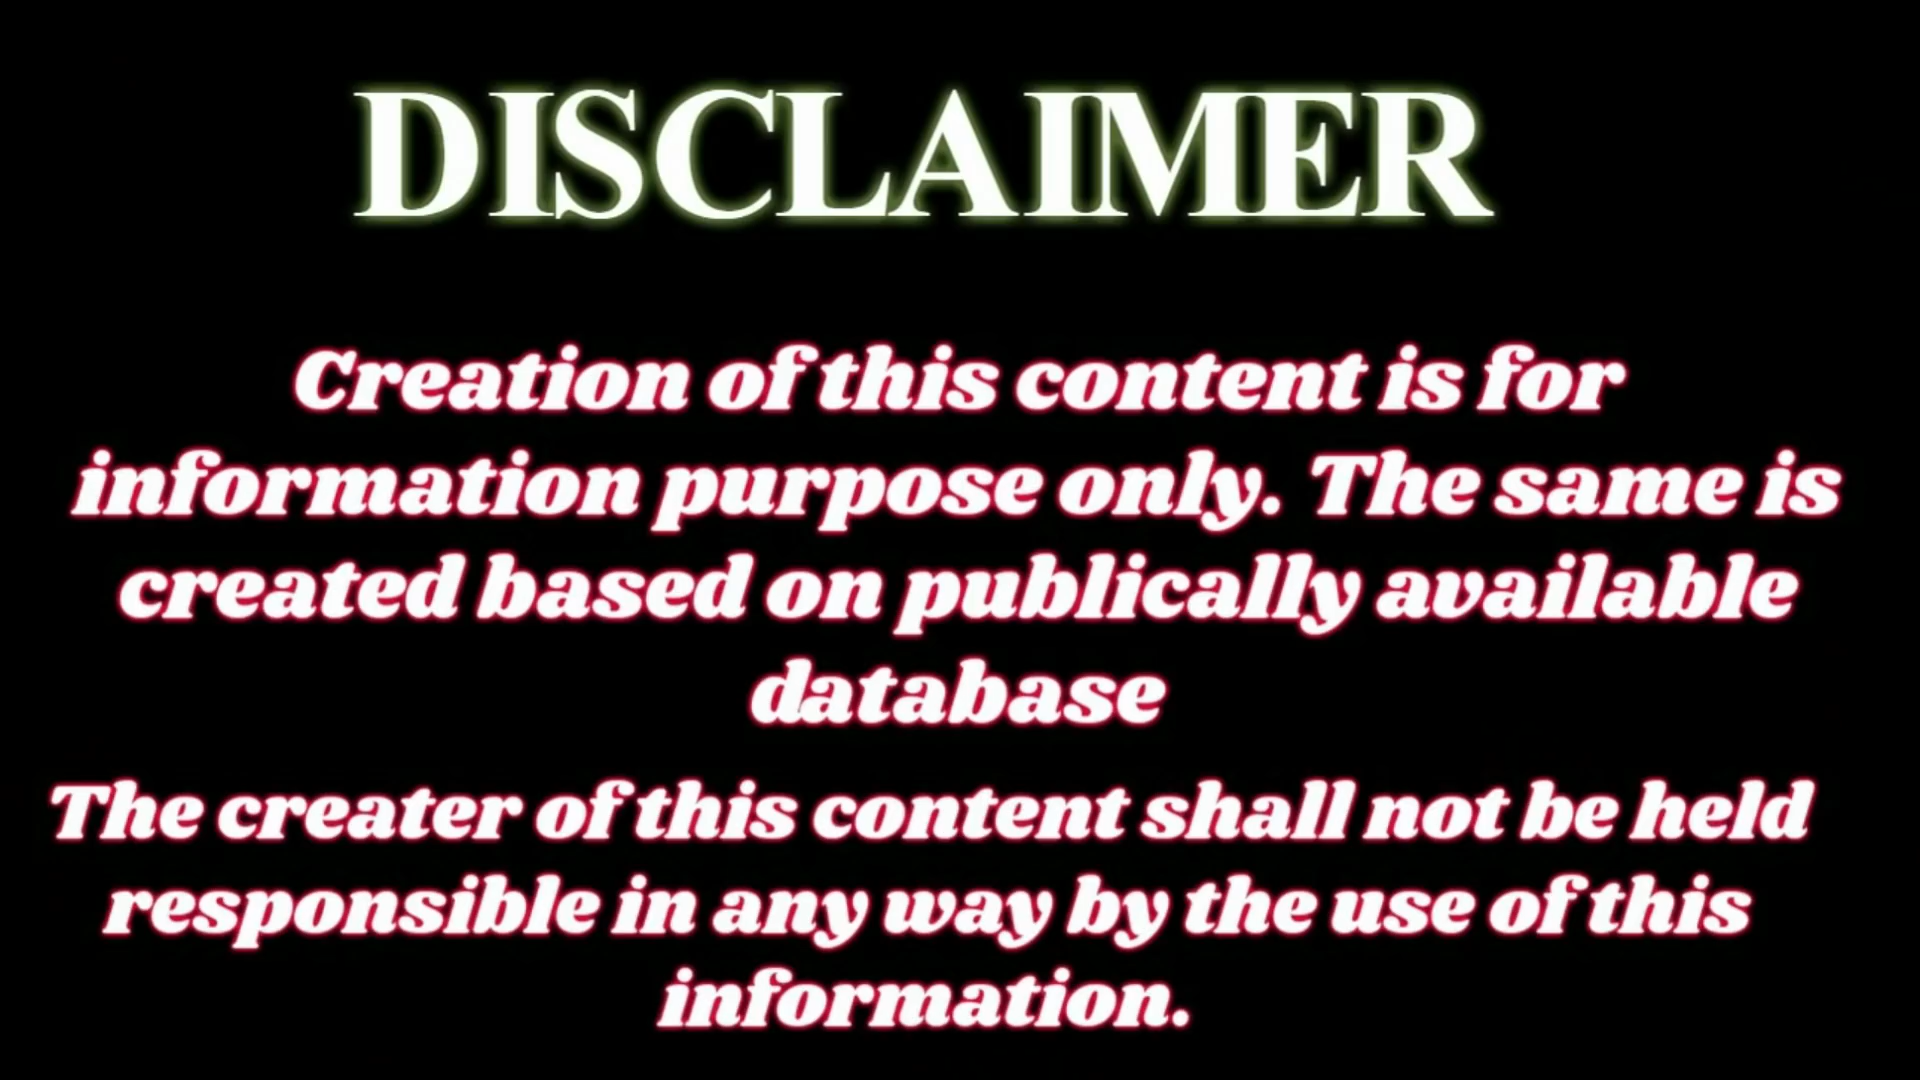 DISCLAIMER
Creation of this content is for
information purpose only. The same is
created based on publically available
database
The creater of this content shall not be held
responsible in any way by the use of this
information.